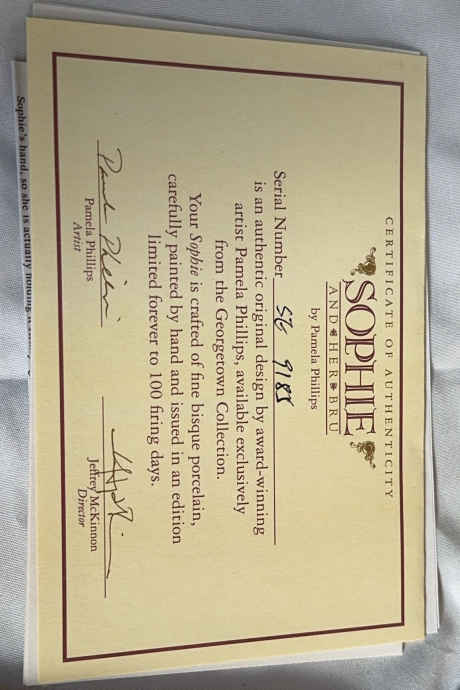 CERTIFICATE OF AUTHENTICITY
SOPHIE
AND HER BRU
by Pamela Phillips
Serial Number SG 9185
is an authentic original design by award-winning
artist Pamela Phillips, available exclusively
from the Georgetown Collection.
Your Sophie is crafted of fine bisque porcelain,
carefully painted by hand and issued in an edition
limited forever to 100 firing days.
Pamela Phillips
Pamela Phillips
Artist
Jeffrey McKinnon
Director
Sophie's hand, so she is actually holding